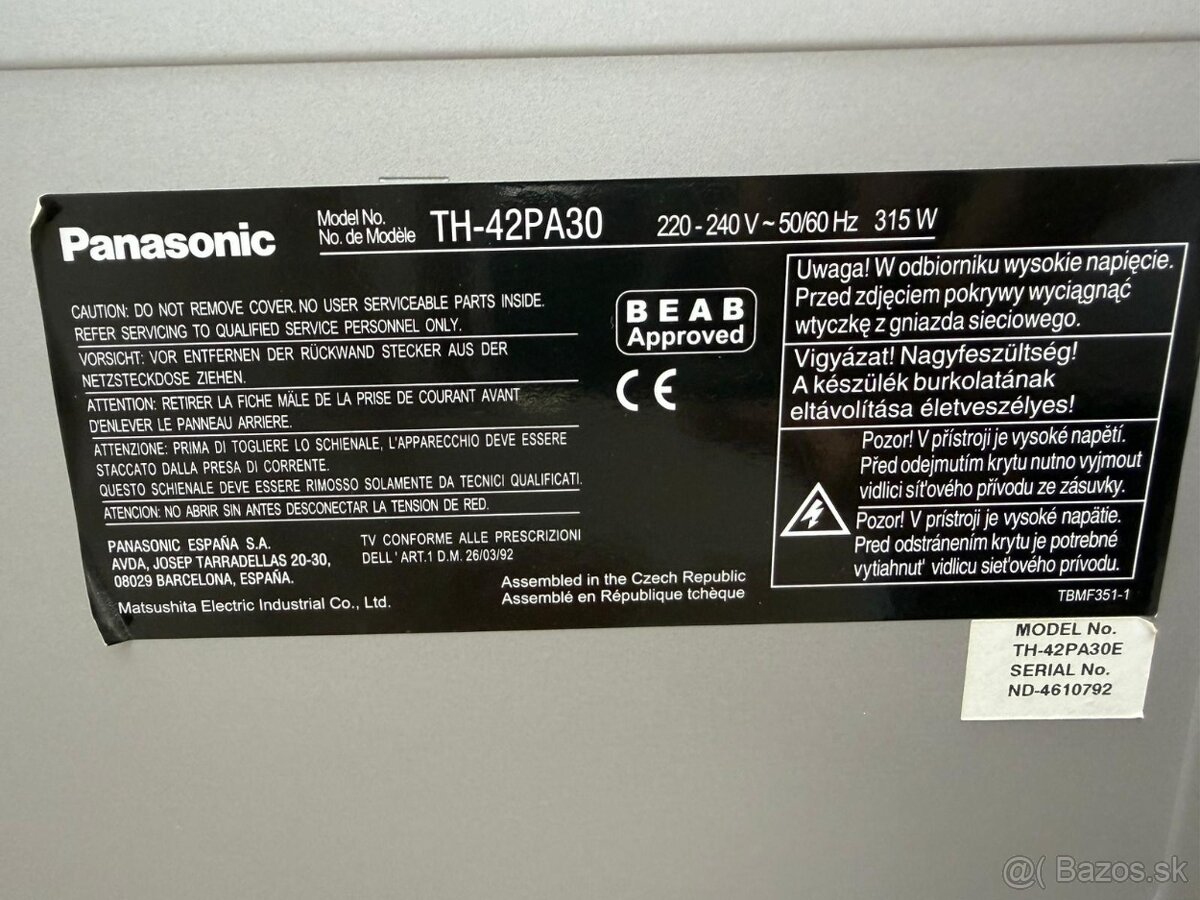 Panasonic
Model No.
No. de Modèle
TH-42PA30
220 - 240 V ~ 50/60 Hz 315 W
CAUTION: DO NOT REMOVE COVER. NO USER SERVICEABLE PARTS INSIDE.
REFER SERVICING TO QUALIFIED SERVICE PERSONNEL ONLY.
VORSICHT: VOR ENTFERNEN DER RÜCKWAND STECKER AUS DER
NETZSTECKDOSE ZIEHEN.
ATTENTION: RETIRER LA FICHE MÂLE DE LA PRISE DE COURANT AVANT
D'ENLEVER LE PANNEAU ARRIERE.
ATTENZIONE: PRIMA DI TOGLIERE LO SCHIENALE, L'APPARECCHIO DEVE ESSERE
STACCATO DALLA PRESA DI CORRENTE.
QUESTO SCHIENALE DEVE ESSERE RIMOSSO SOLAMENTE DA TECNICI QUALIFICATI.
ATENCION: NO ABRIR SIN ANTES DESCONECTAR LA TENSION DE RED.
PANASONIC ESPAÑA S.A.
AVDA, JOSEP TARRADELLAS 20-30,
08029 BARCELONA, ESPAÑA.
TV CONFORME ALLE PRESCRIZIONI
DELL' ART.1 D.M. 26/03/92
Matsushita Electric Industrial Co., Ltd.
Assembled in the Czech Republic
Assemblé en République tchèque
BEAB
Approved
CE
Uwaga! W odbiorniku wysokie napięcie.
Przed zdjęciem pokrywy wyciągnąć
wtyczkę z gniazda sieciowego.
Vigyázat! Nagyfeszültség!
A készülék burkolatának
eltávolítása életveszélyes!
Pozor! V přístroji je vysoké napětí.
Před odejmutím krytu nutno vyjmout
vidlici síťového přívodu ze zásuvky.
Pozor! V prístroji je vysoké napätie.
Pred odstránením krytu je potrebné
vytiahnuť vidlicu sieťového prívodu.
TBMF351-1
MODEL No.
TH-42PA30E
SERIAL No.
ND-4610792
@( Bazos.sk